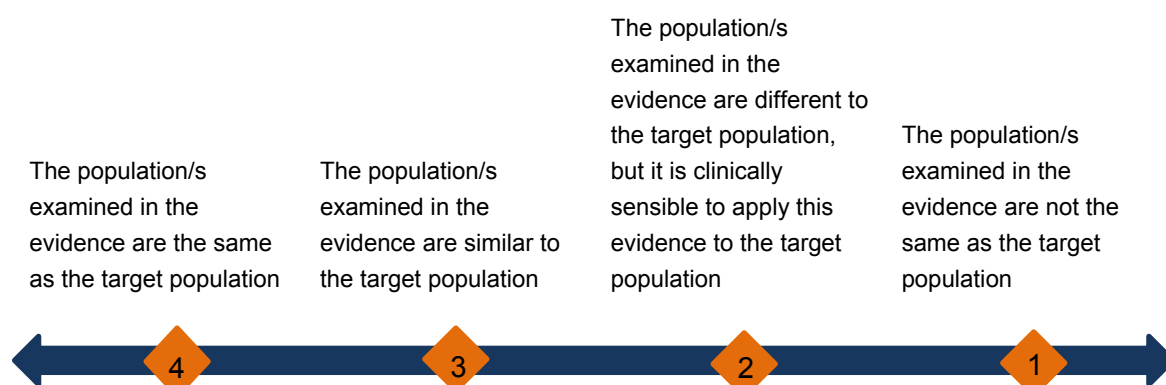 The population/s
examined in the
evidence are the same
as the target population
The population/s
examined in the
evidence are similar to
the target population
The population/s
examined in the
evidence are different to
the target population,
but it is clinically
sensible to apply this
evidence to the target
population
The population/s
examined in the
evidence are not the
same as the target
population
4
3
2
1